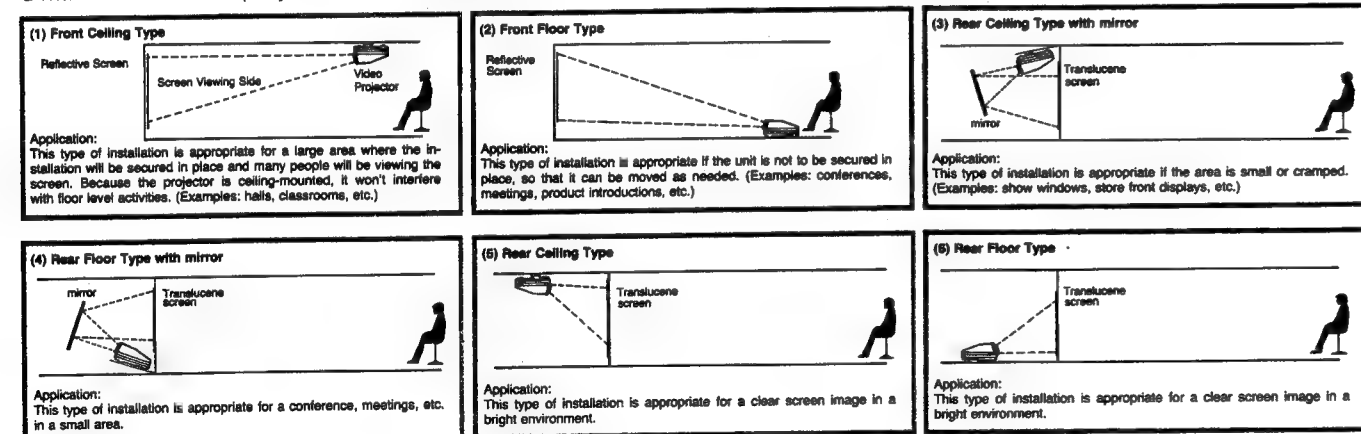 (1) Front Ceiling Type
Reflective Screen
Screen Viewing Side
Video
Projector
Application:
This type of installation is appropriate for a large area where the in-
stallation will be secured in place and many people will be viewing the
screen. Because the projector is ceiling-mounted, it won't interfere
with floor level activities. (Examples: halls, classrooms, etc.)
(2) Front Floor Type
Reflective
Screen
Application:
This type of installation is appropriate if the unit is not to be secured in
place, so that it can be moved as needed. (Examples: conferences,
meetings, product introductions, etc.)
(3) Rear Ceiling Type with mirror
Translucene
screen
mirror
Application:
This type of installation is appropriate if the area is small or cramped.
(Examples: show windows, store front displays, etc.)
(4) Rear Floor Type with mirror
mirror
Translucene
screen
Application:
This type of installation is appropriate for a conference, meetings, etc.
in a small area.
(5) Rear Ceiling Type
Translucene
screen
Application:
This type of installation is appropriate for a clear screen image in a
bright environment.
(6) Rear Floor Type
Translucene
screen
Application:
This type of installation is appropriate for a clear screen image in a
bright environment.